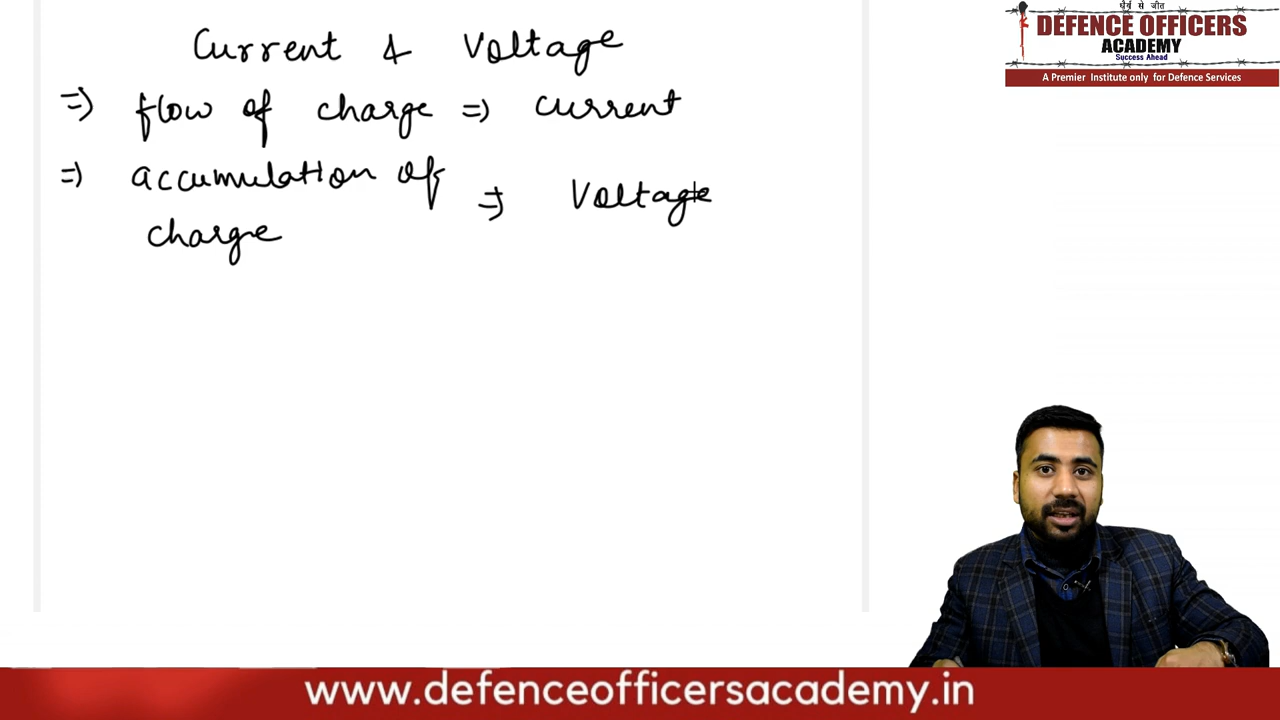 Current & Voltage
⇒ flow of charge ⇒ current
⇒ accumulation of
charge ⇒ Voltage
धैर्य से जीत
DEFENCE OFFICERS
ACADEMY
Success Ahead
A Premier Institute only for Defence Services
www.defenceofficersacademy.in